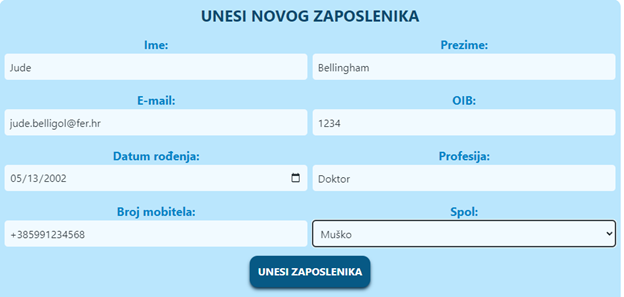 UNESI NOVOG ZAPOSLENIKA
Ime: Prezime:
Jude Bellingham
E-mail: OIB:
jude.belligol@fer.hr 1234
Datum rođenja: Profesija:
05/13/2002 Doktor
Broj mobitela: Spol:
+385991234568 Muško
UNESI ZAPOSLENIKA